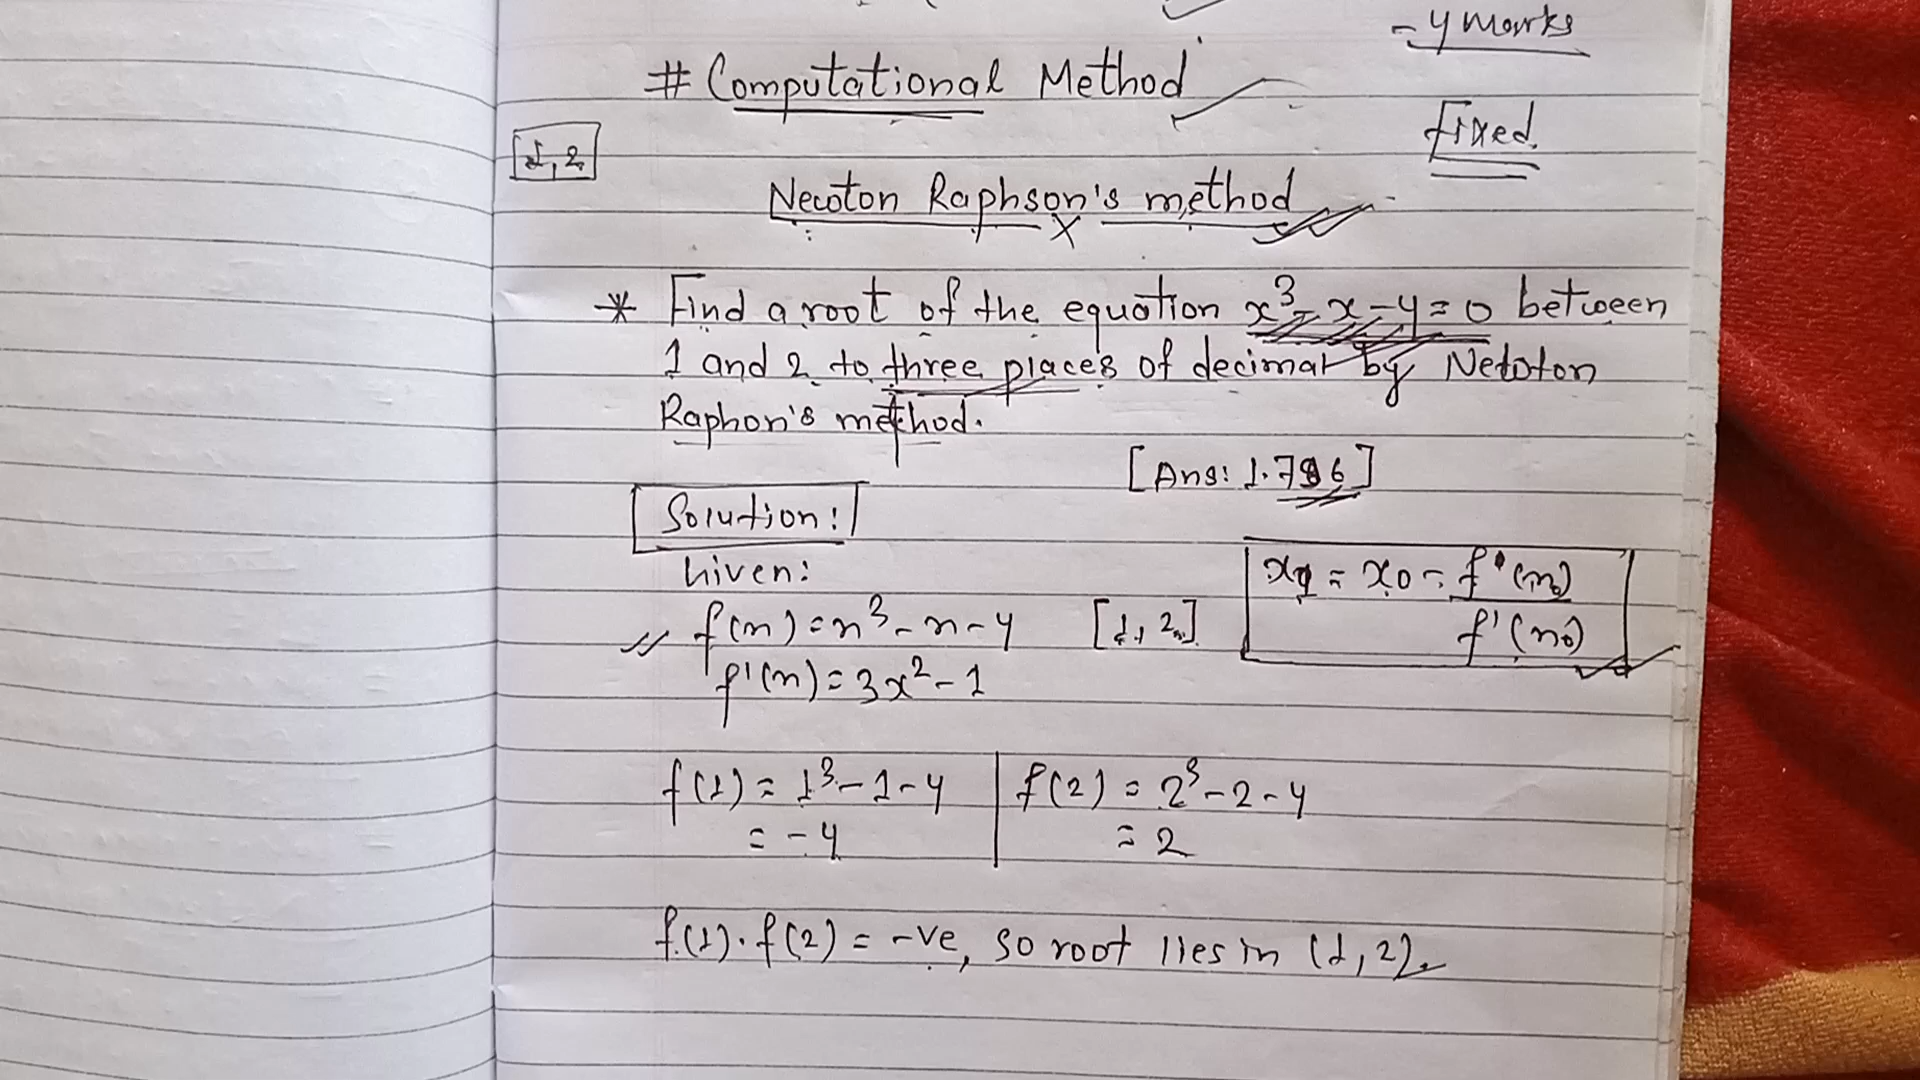 - 4 marks
# Computational Method
fixed.
[1, 2]
Newton Raphson's method
* Find a root of the equation x³-x-4=0 between
1 and 2 to three places of decimal by Newton
Raphon's method.
[Ans: 1.796]
Solution:
Given:
x1 = x0 - f'(n0)
f'(n0)
f(n) = n³-n-4 [1, 2]
f'(n) = 3x²-1
f(1) = 1³-1-4 | f(2) = 2³-2-4
= -4 | = 2
f(1). f(2) = -ve, so root lies in (1, 2).